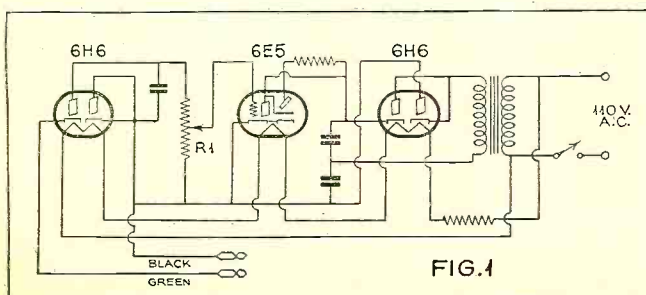 6H6
6E5
6H6
R1
110 V.
A.C.
BLACK
GREEN
FIG.1